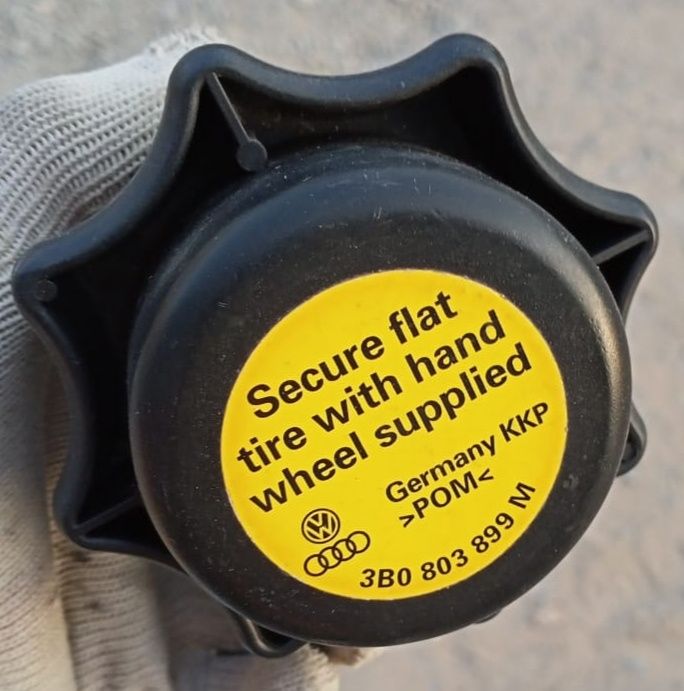 Secure flat
tire with hand
wheel supplied
Germany KKP
>POM<
3B0 803 899 M